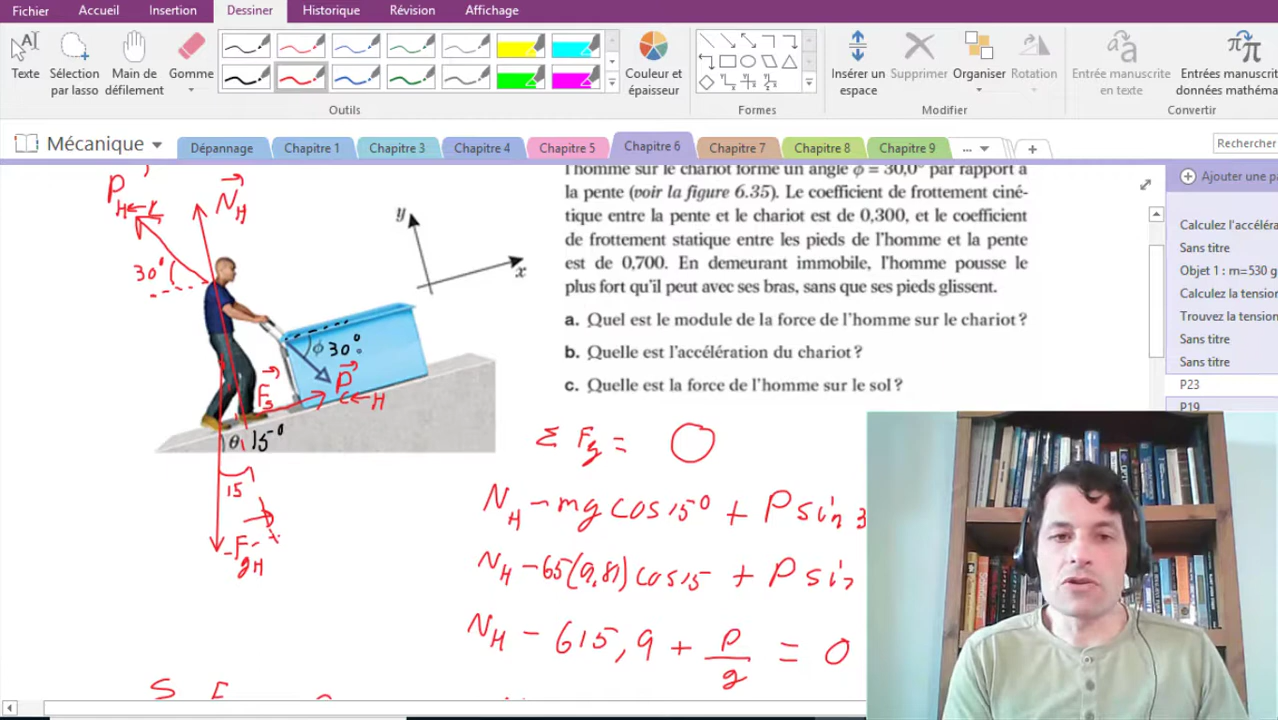 Fichier Accueil Insertion Dessiner Historique Révision Affichage
Texte
Sélection par lasso
Main de défilement
Gomme
Couleur et épaisseur
Insérer un espace
Supprimer
Organiser
Rotation
Entrée manuscrite en texte
Entrées manuscri
données mathéma
Outils
Formes
Modifier
Convertir
Mécanique
Dépannage Chapitre 1 Chapitre 3 Chapitre 4 Chapitre 5 Chapitre 6 Chapitre 7 Chapitre 8 Chapitre 9 ...
Rechercher
Ajouter une pa
Calculez l'accéléra
Sans titre
Objet 1 : m=530 g
Calculez la tension
Trouvez la tension
Sans titre
Sans titre
P23
P19
l'homme sur le chariot forme un angle ϕ = 30,0° par rapport à
la pente (voir la figure 6.35). Le coefficient de frottement ciné-
tique entre la pente et le chariot est de 0,300, et le coefficient
de frottement statique entre les pieds de l'homme et la pente
est de 0,700. En demeurant immobile, l'homme pousse le
plus fort qu'il peut avec ses bras, sans que ses pieds glissent.
a. Quel est le module de la force de l'homme sur le chariot ?
b. Quelle est l'accélération du chariot ?
c. Quelle est la force de l'homme sur le sol ?
P H←c
N H
30°
y
x
ϕ 30°
P c←H
F s
θ 15°
15
F gH
Σ Fy = 0
N H - mg cos 15° + P sin 3
N H - 65(9,81) cos 15 + P sin
N H - 615,9 + P/2 = 0